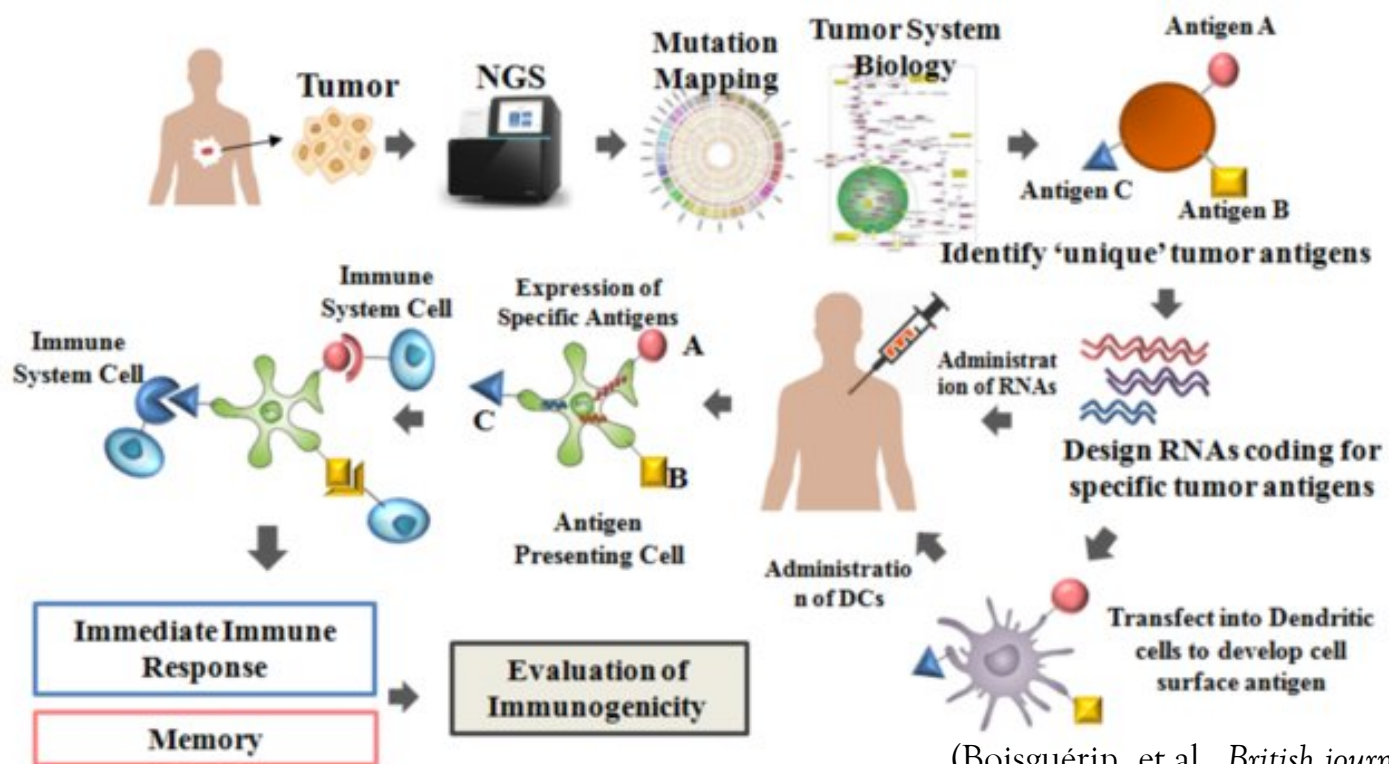 Tumor
NGS
Mutation
Mapping
Tumor System
Biology
Antigen A
Antigen C
Antigen B
Identify ‘unique’ tumor antigens
Immune
System Cell
Immune
System Cell
Expression of
Specific Antigens
A
C
B
Antigen
Presenting Cell
Administrat
ion of RNAs
Design RNAs coding for
specific tumor antigens
Administratio
n of DCs
Transfect into Dendritic
cells to develop cell
surface antigen
Immediate Immune
Response
Memory
Evaluation of
Immunogenicity
(Boisguérin, et al., British journ